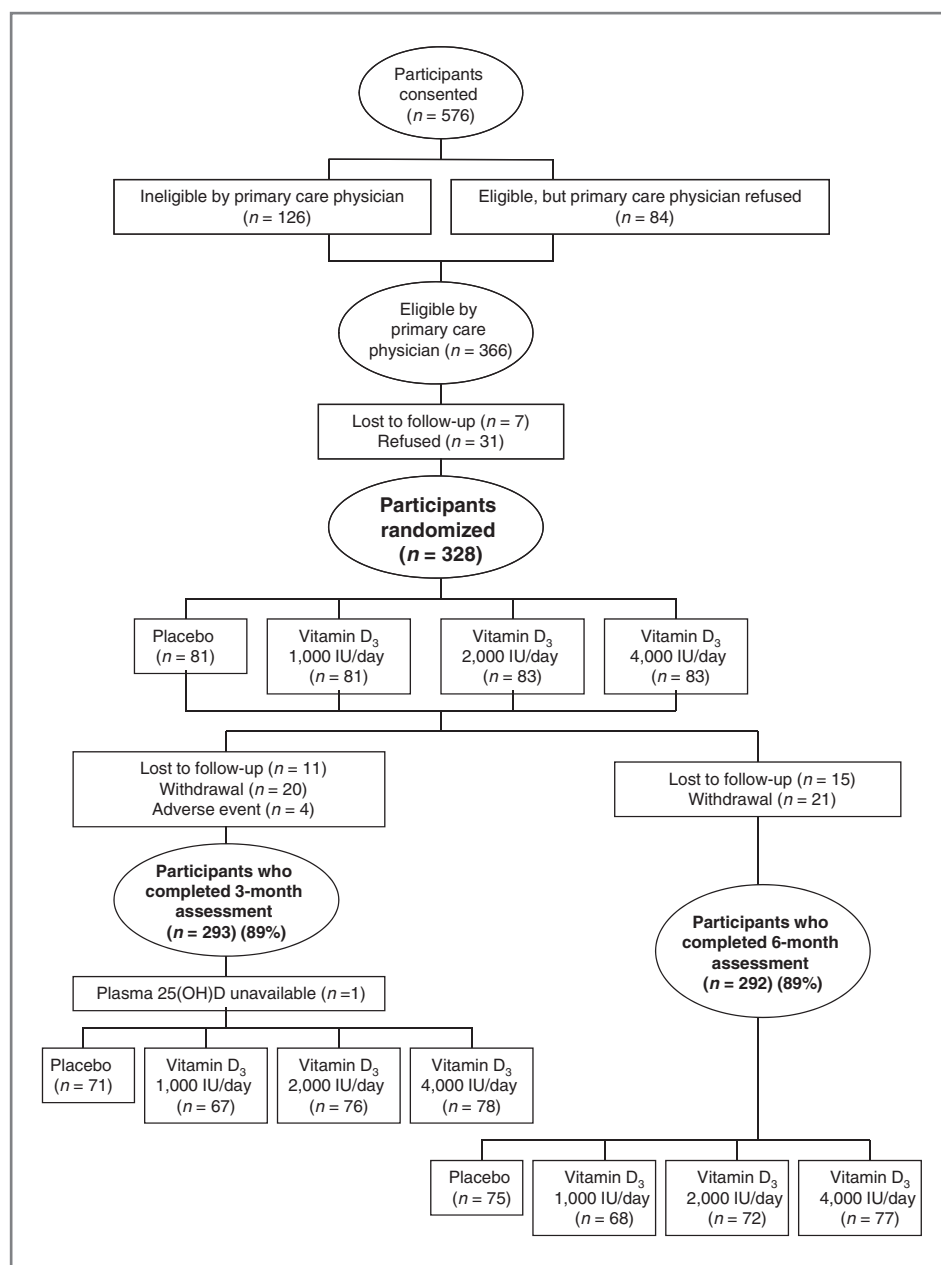 Participants
consented
(n = 576)
Ineligible by primary care physician
(n = 126)
Eligible, but primary care physician refused
(n = 84)
Eligible by
primary care
physician (n = 366)
Lost to follow-up (n = 7)
Refused (n = 31)
Participants
randomized
(n = 328)
Placebo
(n = 81)
Vitamin D₃
1,000 IU/day
(n = 81)
Vitamin D₃
2,000 IU/day
(n = 83)
Vitamin D₃
4,000 IU/day
(n = 83)
Lost to follow-up (n = 11)
Withdrawal (n = 20)
Adverse event (n = 4)
Lost to follow-up (n = 15)
Withdrawal (n = 21)
Participants who
completed 3-month
assessment
(n = 293) (89%)
Participants who
completed 6-month
assessment
(n = 292) (89%)
Plasma 25(OH)D unavailable (n =1)
Placebo
(n = 71)
Vitamin D₃
1,000 IU/day
(n = 67)
Vitamin D₃
2,000 IU/day
(n = 76)
Vitamin D₃
4,000 IU/day
(n = 78)
Placebo
(n = 75)
Vitamin D₃
1,000 IU/day
(n = 68)
Vitamin D₃
2,000 IU/day
(n = 72)
Vitamin D₃
4,000 IU/day
(n = 77)